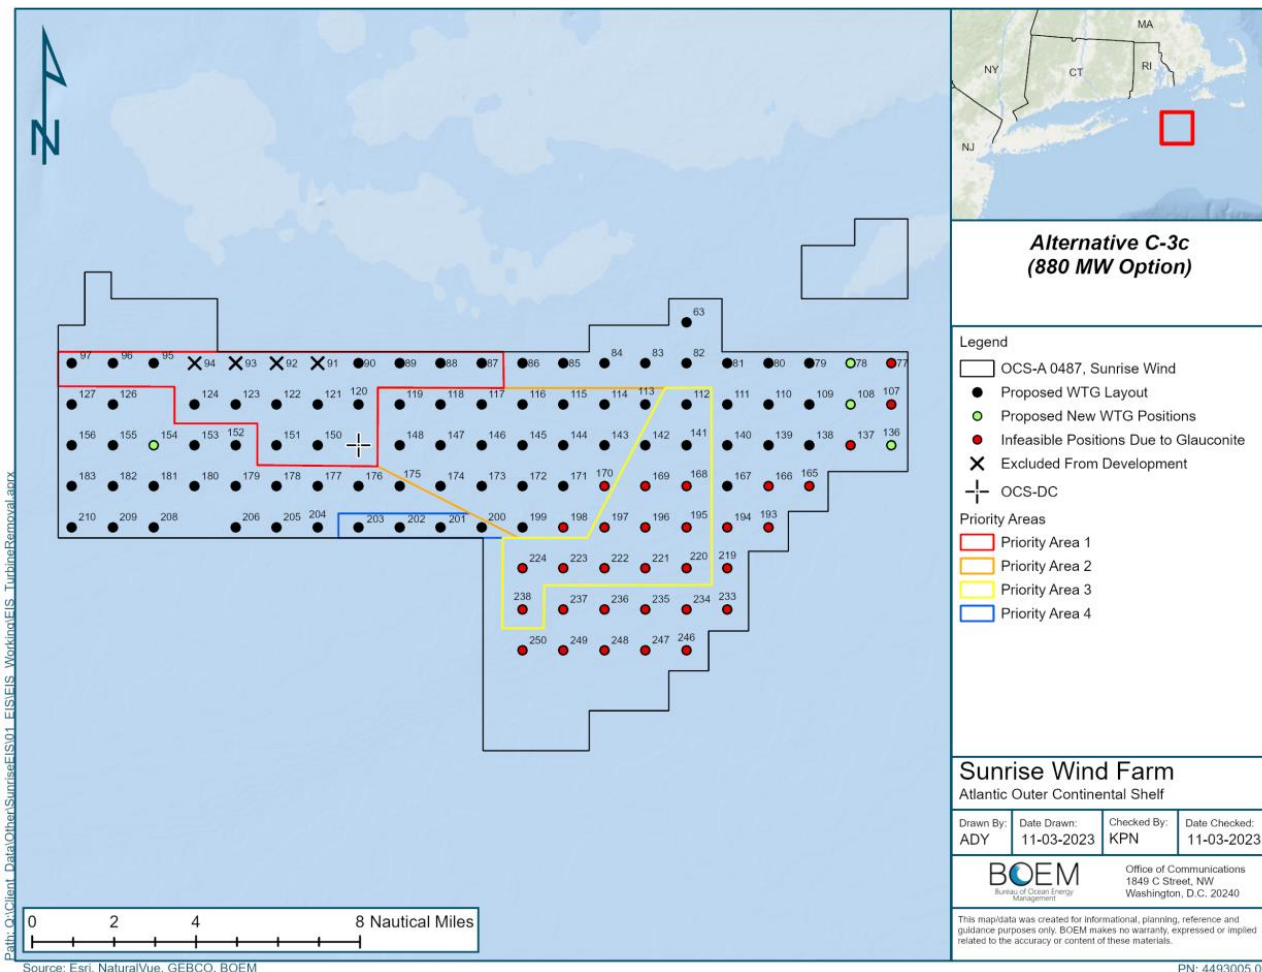 MA
NY
CT
RI
NJ
N
Alternative C-3c
(880 MW Option)
Legend
OCS-A 0487, Sunrise Wind
Proposed WTG Layout
Proposed New WTG Positions
Infeasible Positions Due to Glauconite
Excluded From Development
OCS-DC
Priority Areas
Priority Area 1
Priority Area 2
Priority Area 3
Priority Area 4
63
97 96 95 94 93 92 91 90 89 88 87 86 85 84 83 82 81 80 79 78 77
127 126 124 123 122 121 120 119 118 117 116 115 114 113 112 111 110 109 108 107
156 155 154 153 152 151 150 148 147 146 145 144 143 142 141 140 139 138 137 136
183 182 181 180 179 178 177 176 175 174 173 172 171 170 169 168 167 166 165
210 209 208 206 205 204 203 202 201 200 199 198 197 196 195 194 193
224 223 222 221 220 219
238 237 236 235 234 233
250 249 248 247 246
Sunrise Wind Farm
Atlantic Outer Continental Shelf
Drawn By: Date Drawn: Checked By: Date Checked:
ADY 11-03-2023 KPN 11-03-2023
BOEM
Bureau of Ocean Energy
Management
Office of Communications
1849 C Street, NW
Washington, D.C. 20240
This map/data was created for informational, planning, reference and
guidance purposes only. BOEM makes no warranty, expressed or implied
related to the accuracy or content of these materials.
0 2 4 8 Nautical Miles
Path: Q:\Client_Data\Other\SunriseEIS\01_EIS\EIS_Working\EIS_TurbineRemoval.aprx
Source: Esri, NaturalVue, GEBCO, BOEM
PN: 4493005.0